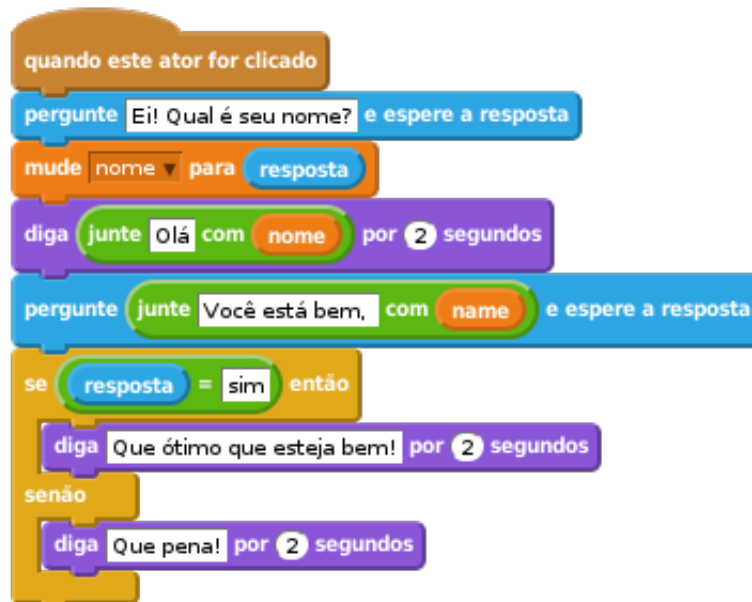 quando este ator for clicado
pergunte Ei! Qual é seu nome? e espere a resposta
mude nome ▼ para resposta
diga junte Olá com nome por 2 segundos
pergunte junte Você está bem, com name e espere a resposta
se resposta = sim então
diga Que ótimo que esteja bem! por 2 segundos
senão
diga Que pena! por 2 segundos